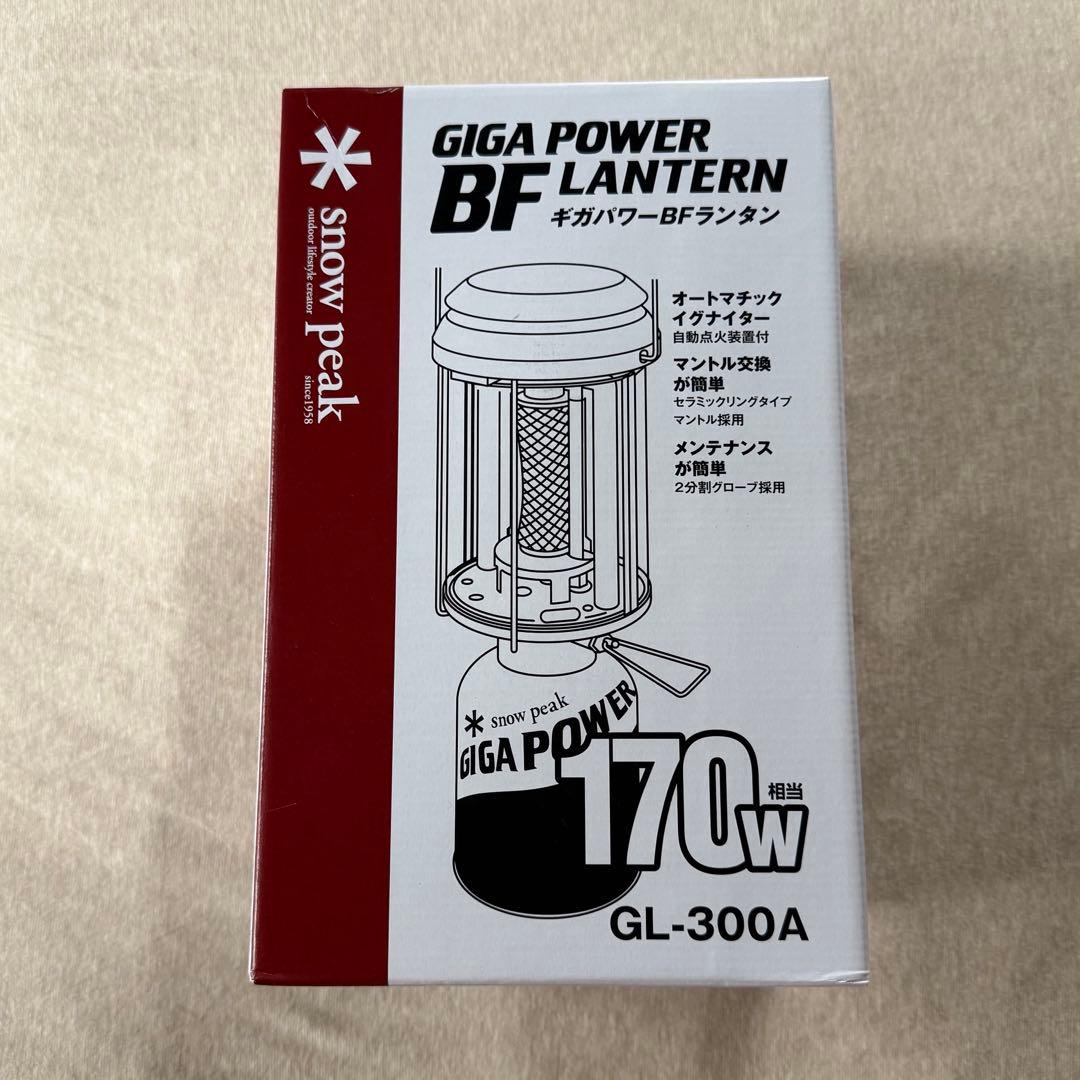 snow peak
outdoor lifestyle creator
since1958
GIGA POWER
BF LANTERN
ギガパワーBFランタン
オートマチック
イグナイター
自動点火装置付
マントル交換
が簡単
セラミックリングタイプ
マントル採用
メンテナンス
が簡単
2分割グローブ採用
snow peak
GIGA POWER
170W相当
GL-300A